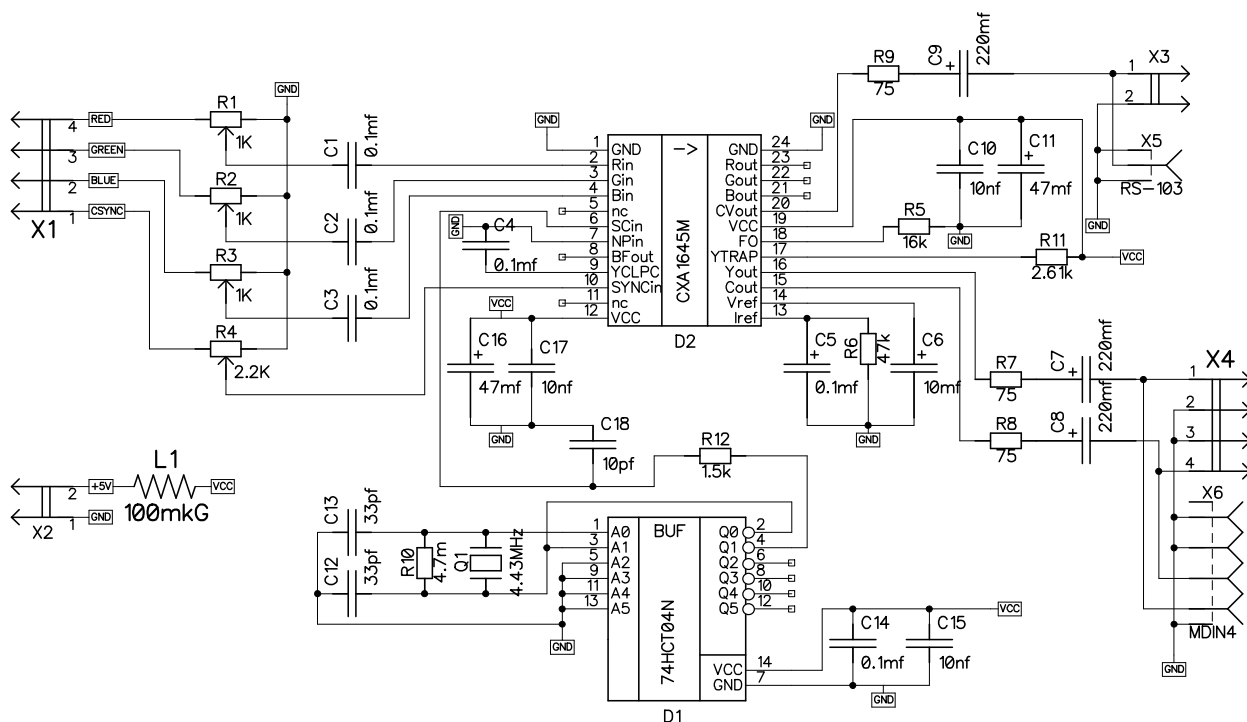 C9
220mf
R9
75
1
X3
2
GND
RED
GREEN
BLUE
CSYNC
4
3
2
1
X1
R1
1K
R2
1K
R3
1K
R4
2.2K
C1
0.1mf
C2
0.1mf
C3
0.1mf
GND
GND
C4
0.1mf
1
2
3
4
5
6
7
8
9
10
11
12
GND
Rin
Gin
Bin
nc
SCin
NPin
BFout
YCLPC
SYNCin
nc
VCC
CXA1645M
->
GND
Rout
Gout
Bout
CVout
VCC
FO
YTRAP
Yout
Cout
Vref
Iref
24
23
22
21
20
19
18
17
16
15
14
13
D2
GND
C10
10nf
C11
47mf
R5
16k
GND
R11
2.61k
VCC
X5
RS-103
GND
VCC
C16
47mf
C17
10nf
GND
C18
10pf
C5
0.1mf
R6
47k
C6
10mf
GND
R7
75
C7
220mf
R8
75
C8
220mf
X4
1
2
3
4
X6
MDIN4
GND
R12
1.5k
2
+5V
L1
100mkG
VCC
1
GND
X2
C13
33pf
C12
33pf
R10
4.7m
Q1
4.43MHz
GND
1
3
5
9
11
13
A0
A1
A2
A3
A4
A5
BUF
74HCT04N
Q0
Q1
Q2
Q3
Q4
Q5
VCC
GND
2
4
6
8
10
12
14
7
D1
C14
0.1mf
C15
10nf
VCC
GND